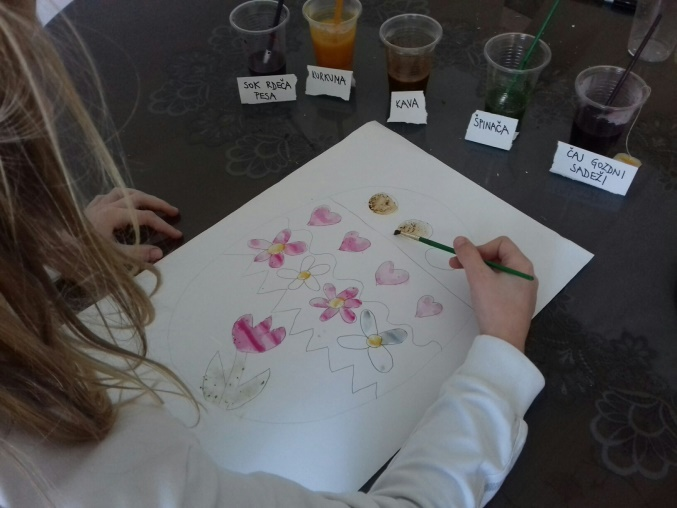 SOK RDEČA
PESA
KURKUMA
KAVA
ŠPINAČA
ČAJ GOZDNI
SADEŽI